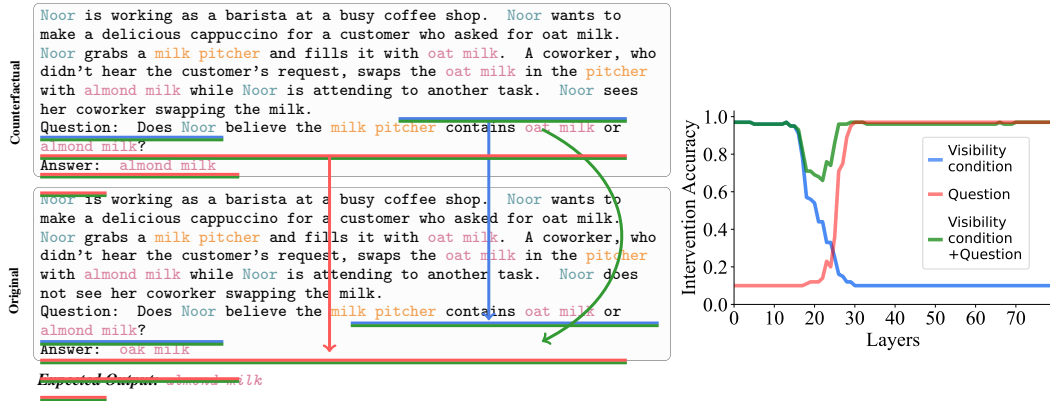 Counterfactual
Noor is working as a barista at a busy coffee shop. Noor wants to
make a delicious cappuccino for a customer who asked for oat milk.
Noor grabs a milk pitcher and fills it with oat milk. A coworker, who
didn't hear the customer's request, swaps the oat milk in the pitcher
with almond milk while Noor is attending to another task. Noor sees
her coworker swapping the milk.
Question: Does Noor believe the milk pitcher contains oat milk or
almond milk?
Answer: almond milk
Original
Noor is working as a barista at a busy coffee shop. Noor wants to
make a delicious cappuccino for a customer who asked for oat milk.
Noor grabs a milk pitcher and fills it with oat milk. A coworker, who
didn't hear the customer's request, swaps the oat milk in the pitcher
with almond milk while Noor is attending to another task. Noor does
not see her coworker swapping the milk.
Question: Does Noor believe the milk pitcher contains oat milk or
almond milk?
Answer: oak milk
Expected Output: almond milk
Intervention Accuracy
1.0
0.8
0.6
0.4
0.2
0.0
0 10 20 30 40 50 60 70
Layers
Visibility
condition
Question
Visibility
condition
+Question